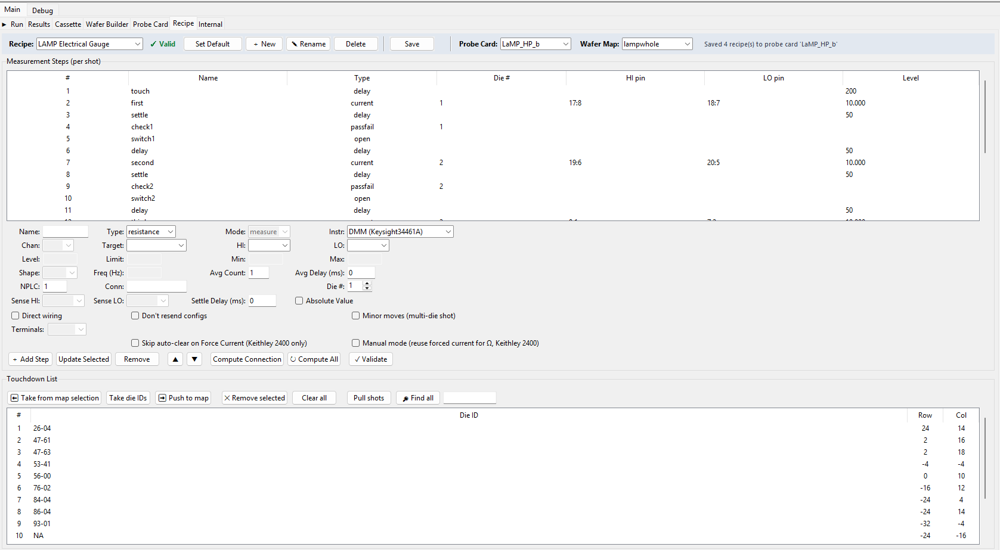 Main Debug
Run Results Cassette Wafer Builder Probe Card Recipe Internal
Recipe: LAMP Electrical Gauge ✓ Valid Set Default + New Rename Delete Save Probe Card: LaMP_HP_b Wafer Map: lampwhole Saved 4 recipe(s) to probe card 'LaMP_HP_b'
Measurement Steps (per shot)
# Name Type Die # HI pin LO pin Level
1 touch delay 200
2 first current 1 17:8 18:7 10.000
3 settle delay 50
4 check1 passfail 1
5 switch1 open
6 delay delay 50
7 second current 2 19:6 20:5 10.000
8 settle delay 50
9 check2 passfail 2
10 switch2 open
11 delay delay 50
Name: Type: resistance Mode: measure Instr: DMM (Keysight34461A)
Chan: Target: HI: LO:
Level: Limit: Min: Max:
Shape: Freq (Hz): Avg Count: 1 Avg Delay (ms): 0
NPLC: 1 Conn: Die #: 1
Sense HI: Sense LO: Settle Delay (ms): 0 Absolute Value
Direct wiring Don't resend configs Minor moves (multi-die shot)
Terminals:
Skip auto-clear on Force Current (Keithley 2400 only) Manual mode (reuse forced current for Ω, Keithley 2400)
+ Add Step Update Selected Remove ▲ ▼ Compute Connection ↻ Compute All ✓ Validate
Touchdown List
Take from map selection Take die IDs Push to map ✕ Remove selected Clear all Pull shots Find all
# Die ID Row Col
1 26-04 24 14
2 47-61 2 16
3 47-63 2 18
4 53-41 -4 -4
5 56-00 0 10
6 76-02 -16 12
7 84-04 -24 4
8 86-04 -24 14
9 93-01 -32 -4
10 NA -24 -16